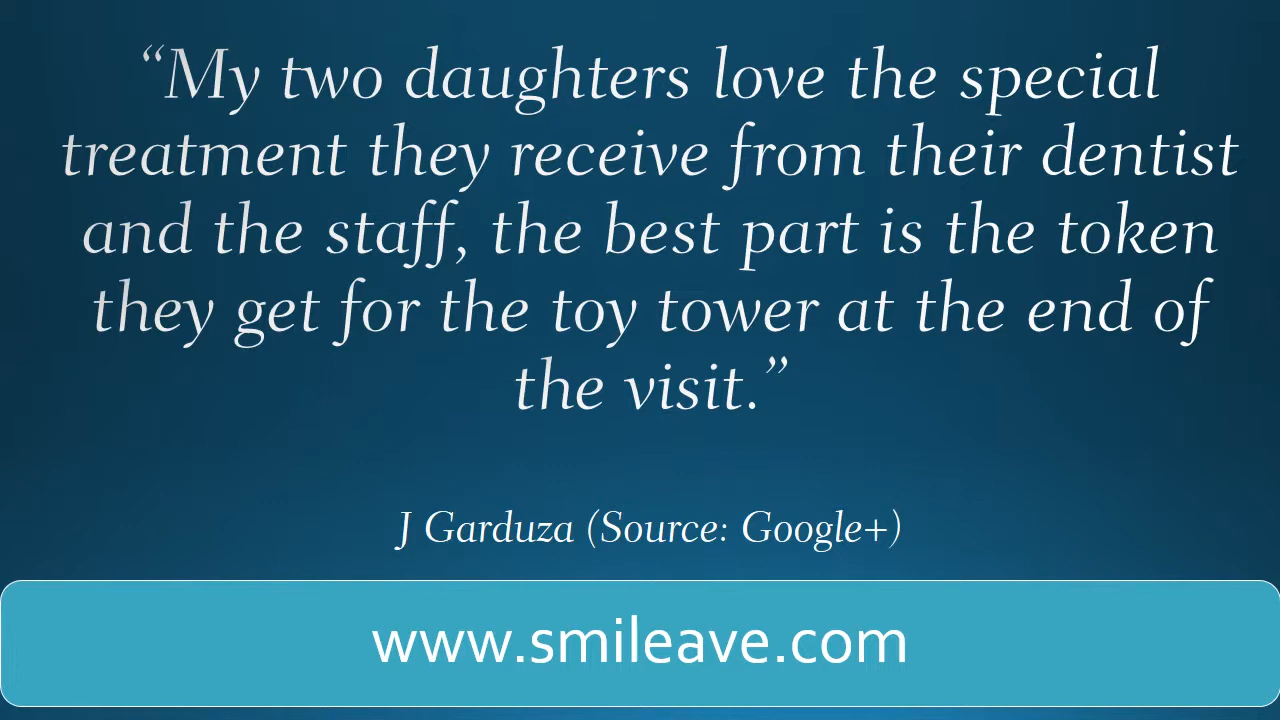 “My two daughters love the special
treatment they receive from their dentist
and the staff, the best part is the token
they get for the toy tower at the end of
the visit.”
J Garduza (Source: Google+)
www.smileave.com